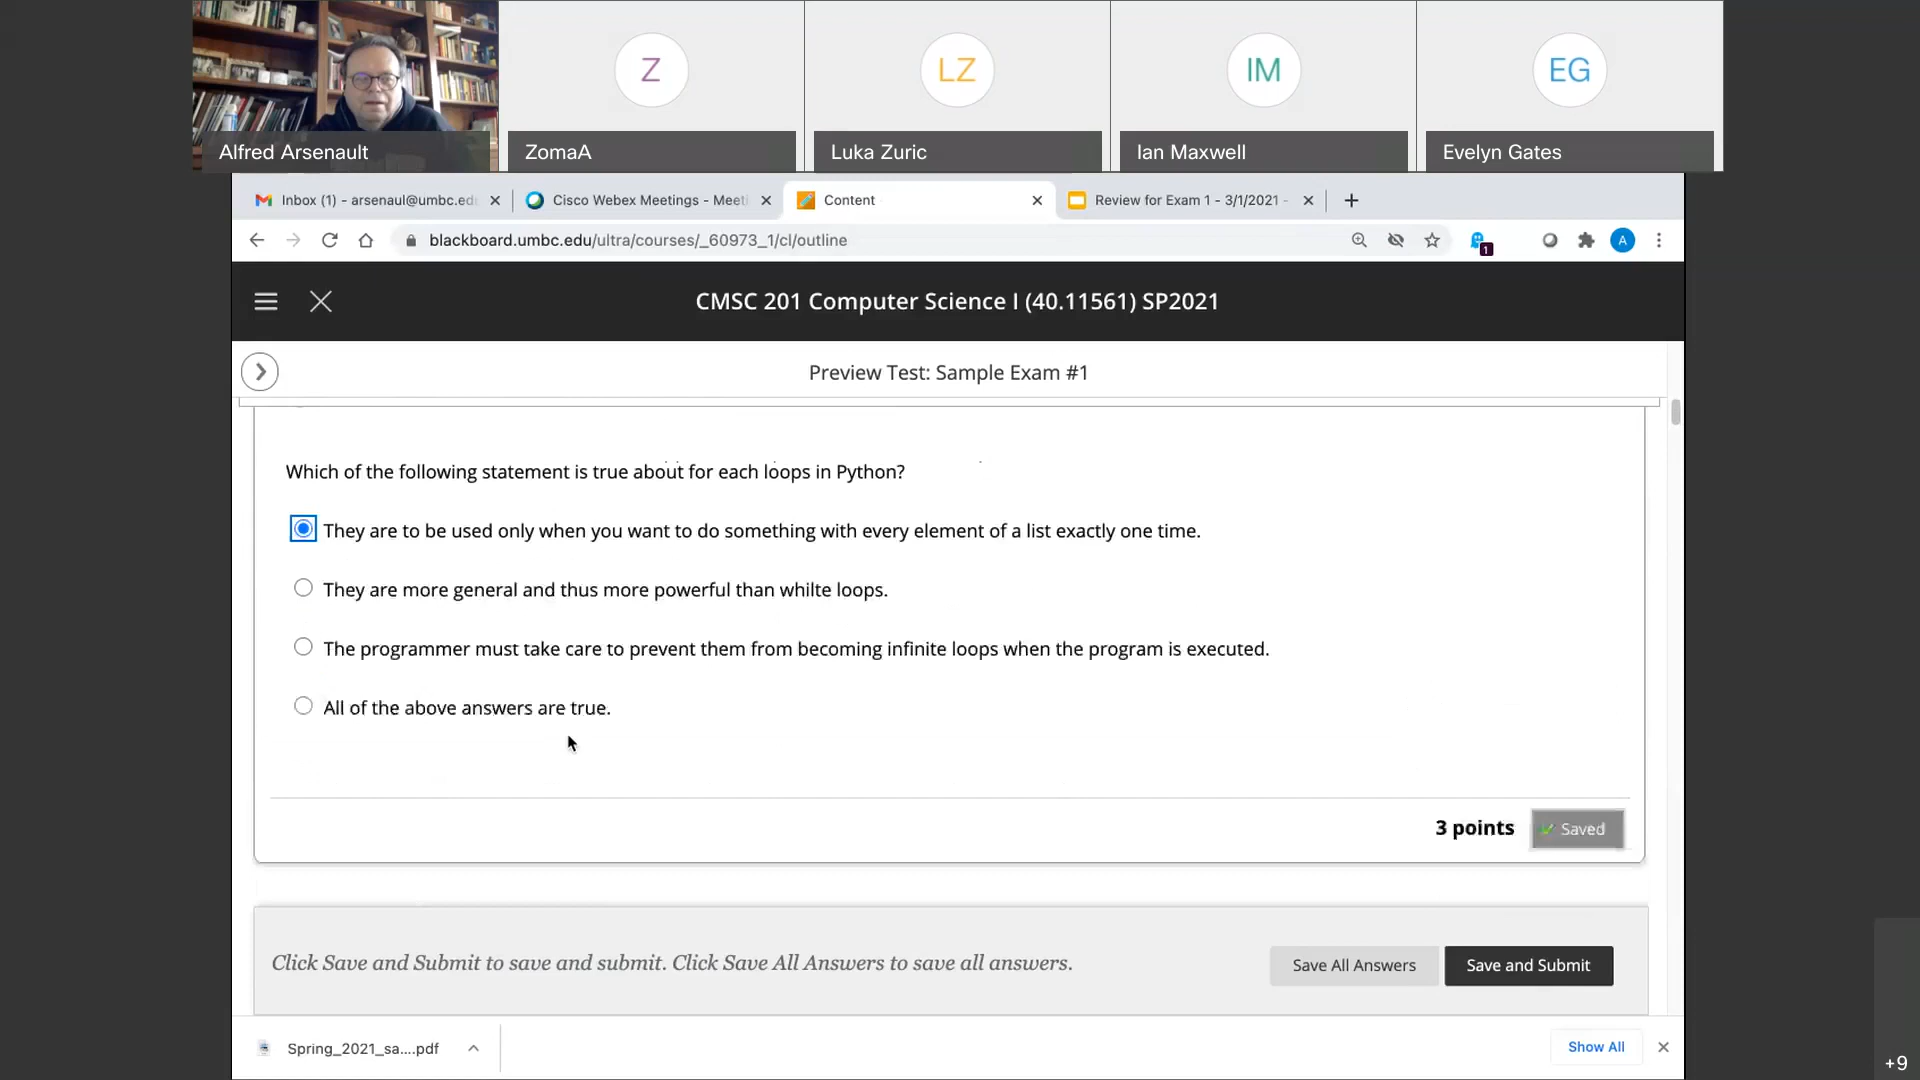 Z
LZ
IM
EG
Alfred Arsenault
ZomaA
Luka Zuric
Ian Maxwell
Evelyn Gates
Inbox (1) - arsenaul@umbc.ed
Cisco Webex Meetings - Meeti
Content
Review for Exam 1 - 3/1/2021 -
blackboard.umbc.edu/ultra/courses/_60973_1/cl/outline
1
A
CMSC 201 Computer Science I (40.11561) SP2021
Preview Test: Sample Exam #1
Which of the following statement is true about for each loops in Python?
They are to be used only when you want to do something with every element of a list exactly one time.
They are more general and thus more powerful than whilte loops.
The programmer must take care to prevent them from becoming infinite loops when the program is executed.
All of the above answers are true.
3 points
Saved
Click Save and Submit to save and submit. Click Save All Answers to save all answers.
Save All Answers
Save and Submit
Spring_2021_sa....pdf
Show All
+9